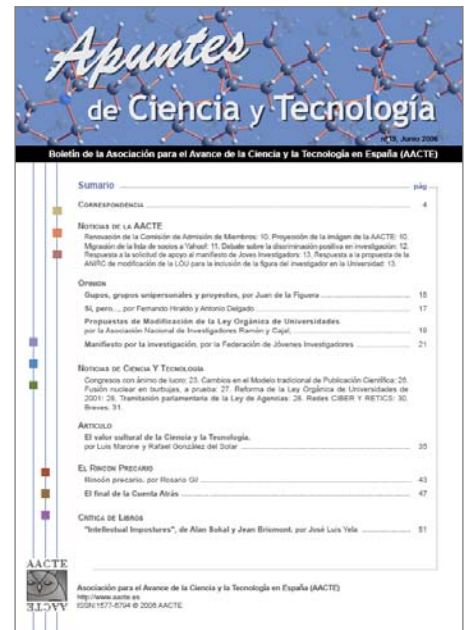 Apuntes
de Ciencia y Tecnología
nº19, Junio 2006
Boletín de la Asociación para el Avance de la Ciencia y la Tecnología en España (AACTE)
Sumario pág
CORRESPONDENCIA 4
NOTICIAS DE LA AACTE
Renovación de la Comisión de Admisión de Miembros: 10. Proyección de la imágen de la AACTE: 10.
Migración de la lista de socios a Yahoo!: 11. Debate sobre la discriminación positiva en investigación: 12.
Respuesta a la solicitud de apoyo al manifiesto de Joves Investigadors: 13. Respuesta a la propuesta de la
ANIRC de modificación de la LOU para la inclusión de la figura del investigador en la Universidad: 13.
OPINION
Gupos, grupos unipersonales y proyectos, por Juan de la Figuera 15
Sí, pero..., por Fernando Hiraldo y Antonio Delgado 17
Propuestas de Modificación de la Ley Orgánica de Universidades
por la Asociación Nacional de Investigadores Ramón y Cajal, 19
Manifiesto por la investigación, por la Federación de Jóvenes Investigadores 21
NOTICIAS DE CIENCIA Y TECNOLOGÍA
Congresos con ánimo de lucro: 23. Cambios en el Modelo tradicional de Publicación Científica: 26.
Fusión nuclear en burbujas, a prueba: 27. Reforma de la Ley Orgánica de Universidades de
2001: 28. Tramitación parlamentaria de la Ley de Agencias: 28. Redes CIBER Y RETICS: 30.
Breves: 31.
ARTICULO
El valor cultural de la Ciencia y la Tecnología,
por Luis Marone y Rafael González del Solar 35
EL RINCON PRECARIO
Rincón precario, por Rosario Gil 43
El final de la Cuenta Atrás 47
CRÍTICA DE LIBROS
"Intellectual Impostures", de Alan Sokal y Jean Bricmont, por José Luis Yela 51
AACTE
AACTE
Asociación para el Avance de la Ciencia y la Tecnología en España (AACTE)
http://www.aacte.es
ISSN:1577-6794 © 2006 AACTE